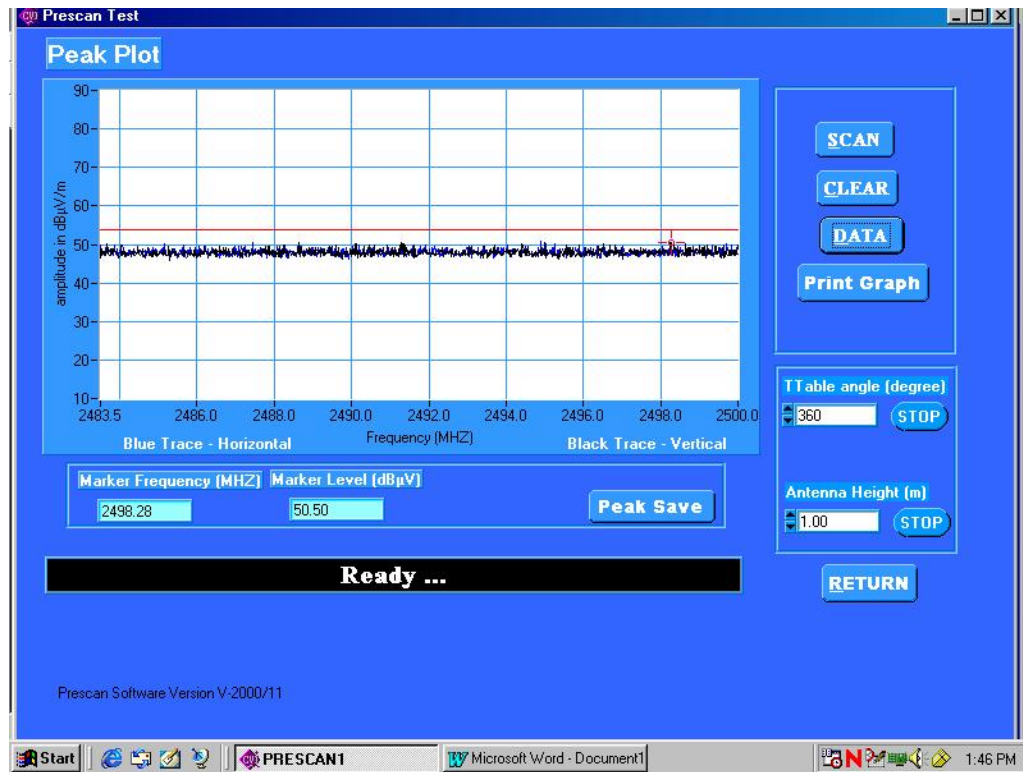 Prescan Test
Peak Plot
90
80
70
60
50
40
30
20
10
amplitude in dBµV/m
2483.5 2486.0 2488.0 2490.0 2492.0 2494.0 2496.0 2498.0 2500.0
Frequency (MHZ)
Blue Trace - Horizontal
Black Trace - Vertical
SCAN
CLEAR
DATA
Print Graph
TTable angle (degree)
360 STOP
Antenna Height (m)
1.00 STOP
Marker Frequency (MHZ) Marker Level (dBµV)
2498.28 50.50
Peak Save
Ready ...
RETURN
Prescan Software Version V-2000/11
Start PRESCAN1 Microsoft Word - Document1 1:46 PM